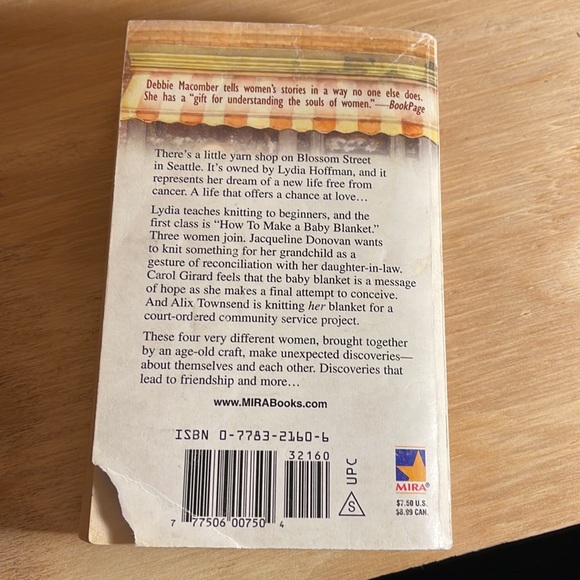 Debbie Macomber tells women's stories in a way no one else does.
She has a "gift for understanding the souls of women."—BookPage
There's a little yarn shop on Blossom Street
in Seattle. It's owned by Lydia Hoffman, and it
represents her dream of a new life free from
cancer. A life that offers a chance at love…
Lydia teaches knitting to beginners, and the
first class is "How To Make a Baby Blanket."
Three women join. Jacqueline Donovan wants
to knit something for her grandchild as a
gesture of reconciliation with her daughter-in-law.
Carol Girard feels that the baby blanket is a message
of hope as she makes a final attempt to conceive.
And Alix Townsend is knitting her blanket for a
court-ordered community service project.
These four very different women, brought together
by an age-old craft, make unexpected discoveries—
about themselves and each other. Discoveries that
lead to friendship and more…
www.MIRABooks.com
ISBN 0-7783-2160-6
32160
UPC
S
7 77506 00750 4
MIRA®
$7.50 U.S.
$8.99 CAN.